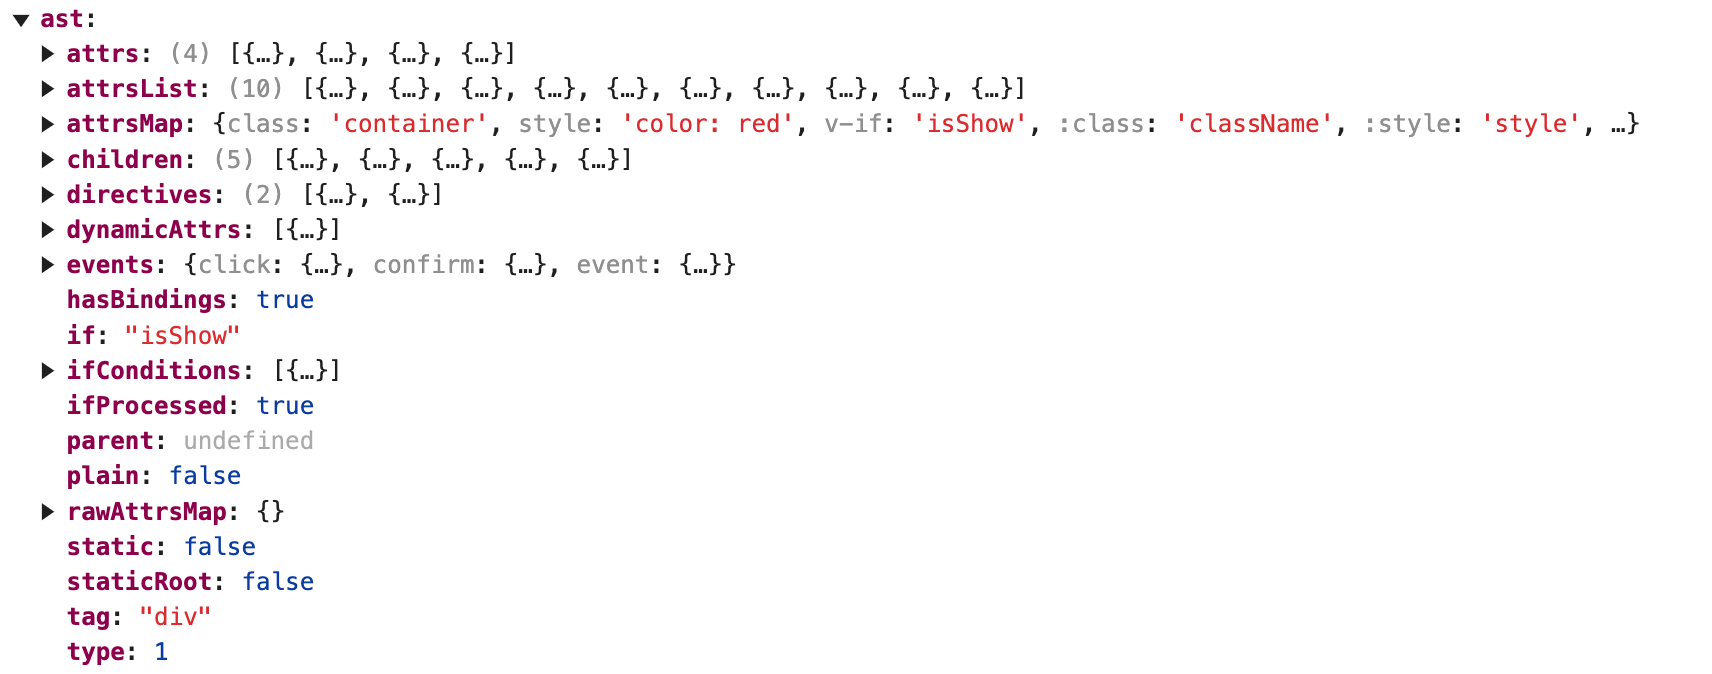 ast:
attrs: (4) [{…}, {…}, {…}, {…}]
attrsList: (10) [{…}, {…}, {…}, {…}, {…}, {…}, {…}, {…}, {…}, {…}]
attrsMap: {class: 'container', style: 'color: red', v-if: 'isShow', :class: 'className', :style: 'style', …}
children: (5) [{…}, {…}, {…}, {…}, {…}]
directives: (2) [{…}, {…}]
dynamicAttrs: [{…}]
events: {click: {…}, confirm: {…}, event: {…}}
hasBindings: true
if: "isShow"
ifConditions: [{…}]
ifProcessed: true
parent: undefined
plain: false
rawAttrsMap: {}
static: false
staticRoot: false
tag: "div"
type: 1